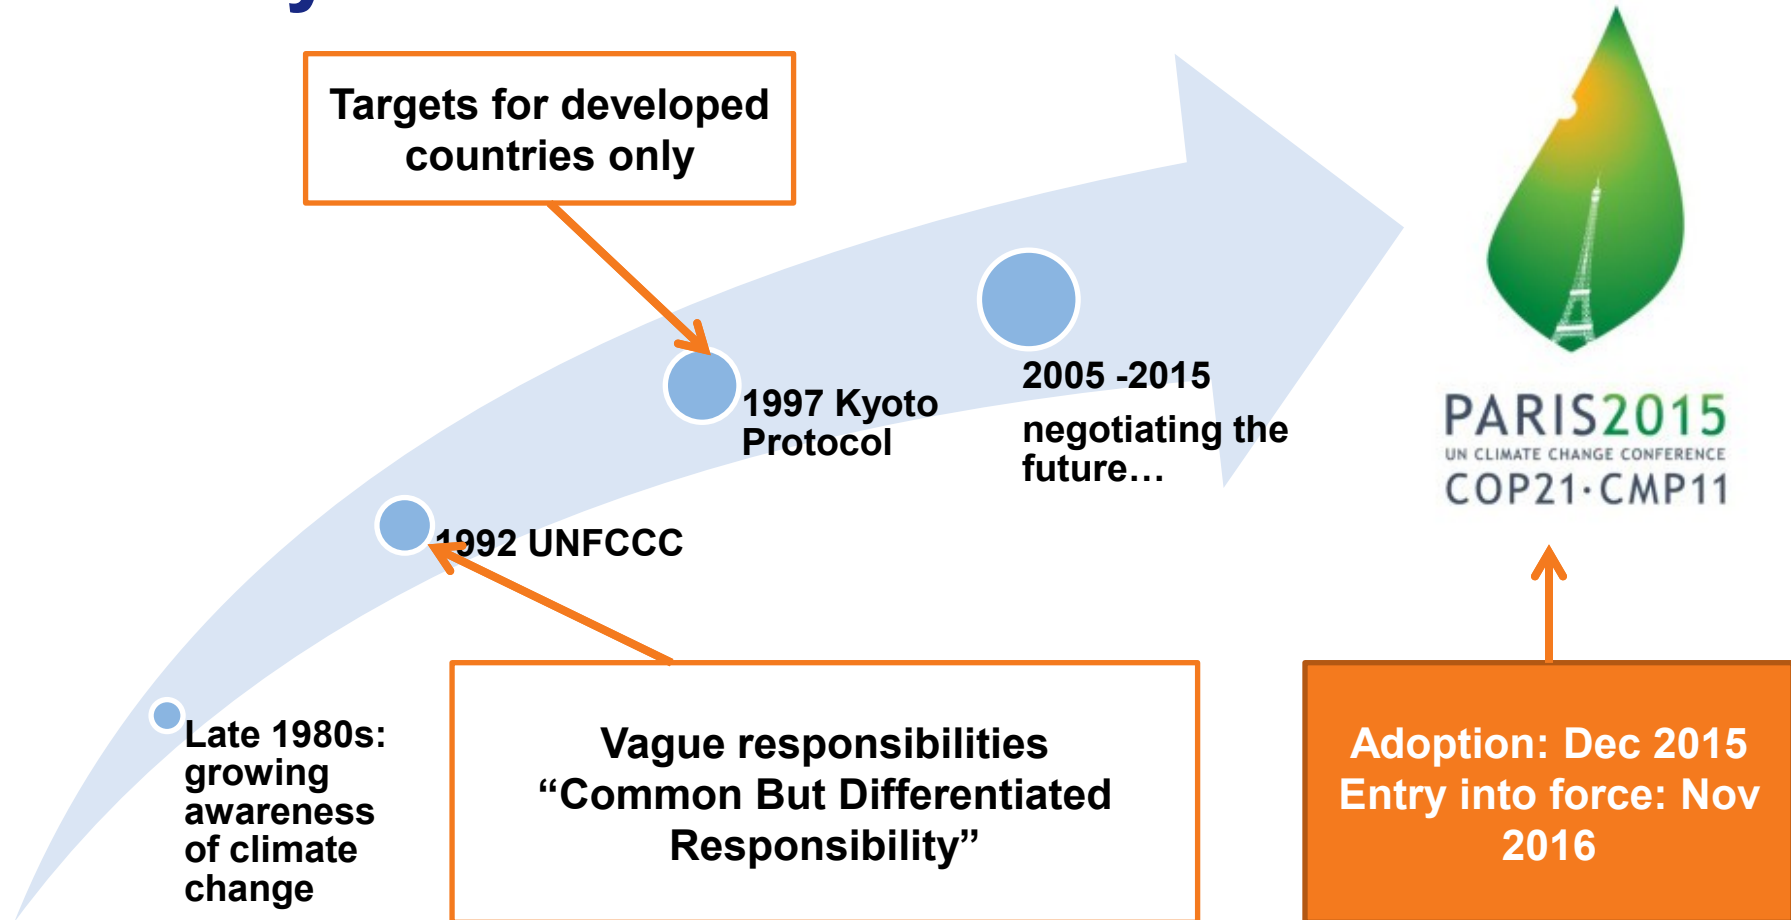 Targets for developed
countries only
1997 Kyoto
Protocol
2005 -2015
negotiating the
future…
1992 UNFCCC
Late 1980s:
growing
awareness
of climate
change
Vague responsibilities
“Common But Differentiated
Responsibility”
PARIS2015
UN CLIMATE CHANGE CONFERENCE
COP21·CMP11
Adoption: Dec 2015
Entry into force: Nov
2016